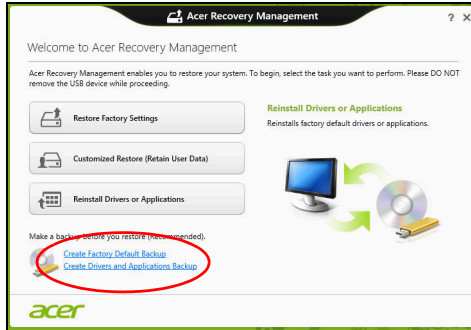 Acer Recovery Management
? X
Welcome to Acer Recovery Management
Acer Recovery Management enables you to restore your system. To begin, select the task you want to perform. Please DO NOT
remove the USB device while proceeding.
Restore Factory Settings
Customized Restore (Retain User Data)
Reinstall Drivers or Applications
Reinstall Drivers or Applications
Reinstalls factory default drivers or applications.
Make a backup before you restore (Recommended).
Create Factory Default Backup
Create Drivers and Applications Backup
acer